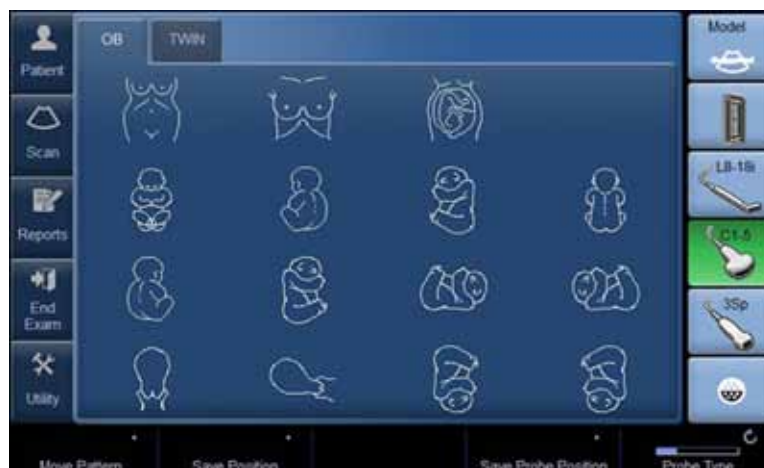 OB
TWIN
Patient
Scan
Reports
End
Exam
Utility
Model
L8-18i
C1-5
3Sp
Move Pattern
Save Position
Save Probe Position
Probe Type